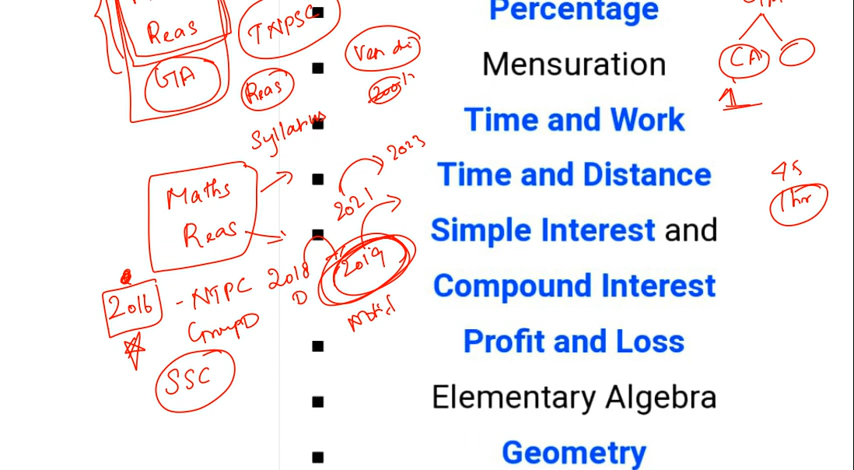 Percentage
Mensuration
Time and Work
Time and Distance
Simple Interest and
Compound Interest
Profit and Loss
Elementary Algebra
Geometry
Reas
GA
TNPSC
Reas
Syllabus
2023
2021
Maths
Reas
2018
2019
D
2016
- NTPC
Group D
SSC
CA
1
45
1hr